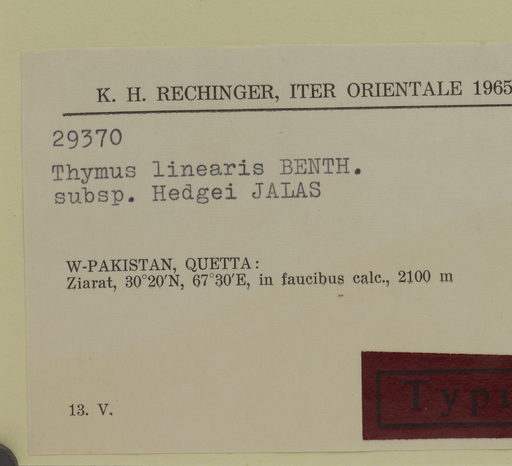 K. H. RECHINGER, ITER ORIENTALE 1965
29370
Thymus linearis BENTH.
subsp. Hedgei JALAS
W-PAKISTAN, QUETTA:
Ziarat, 30°20′N, 67°30′E, in faucibus calc., 2100 m
13. V.